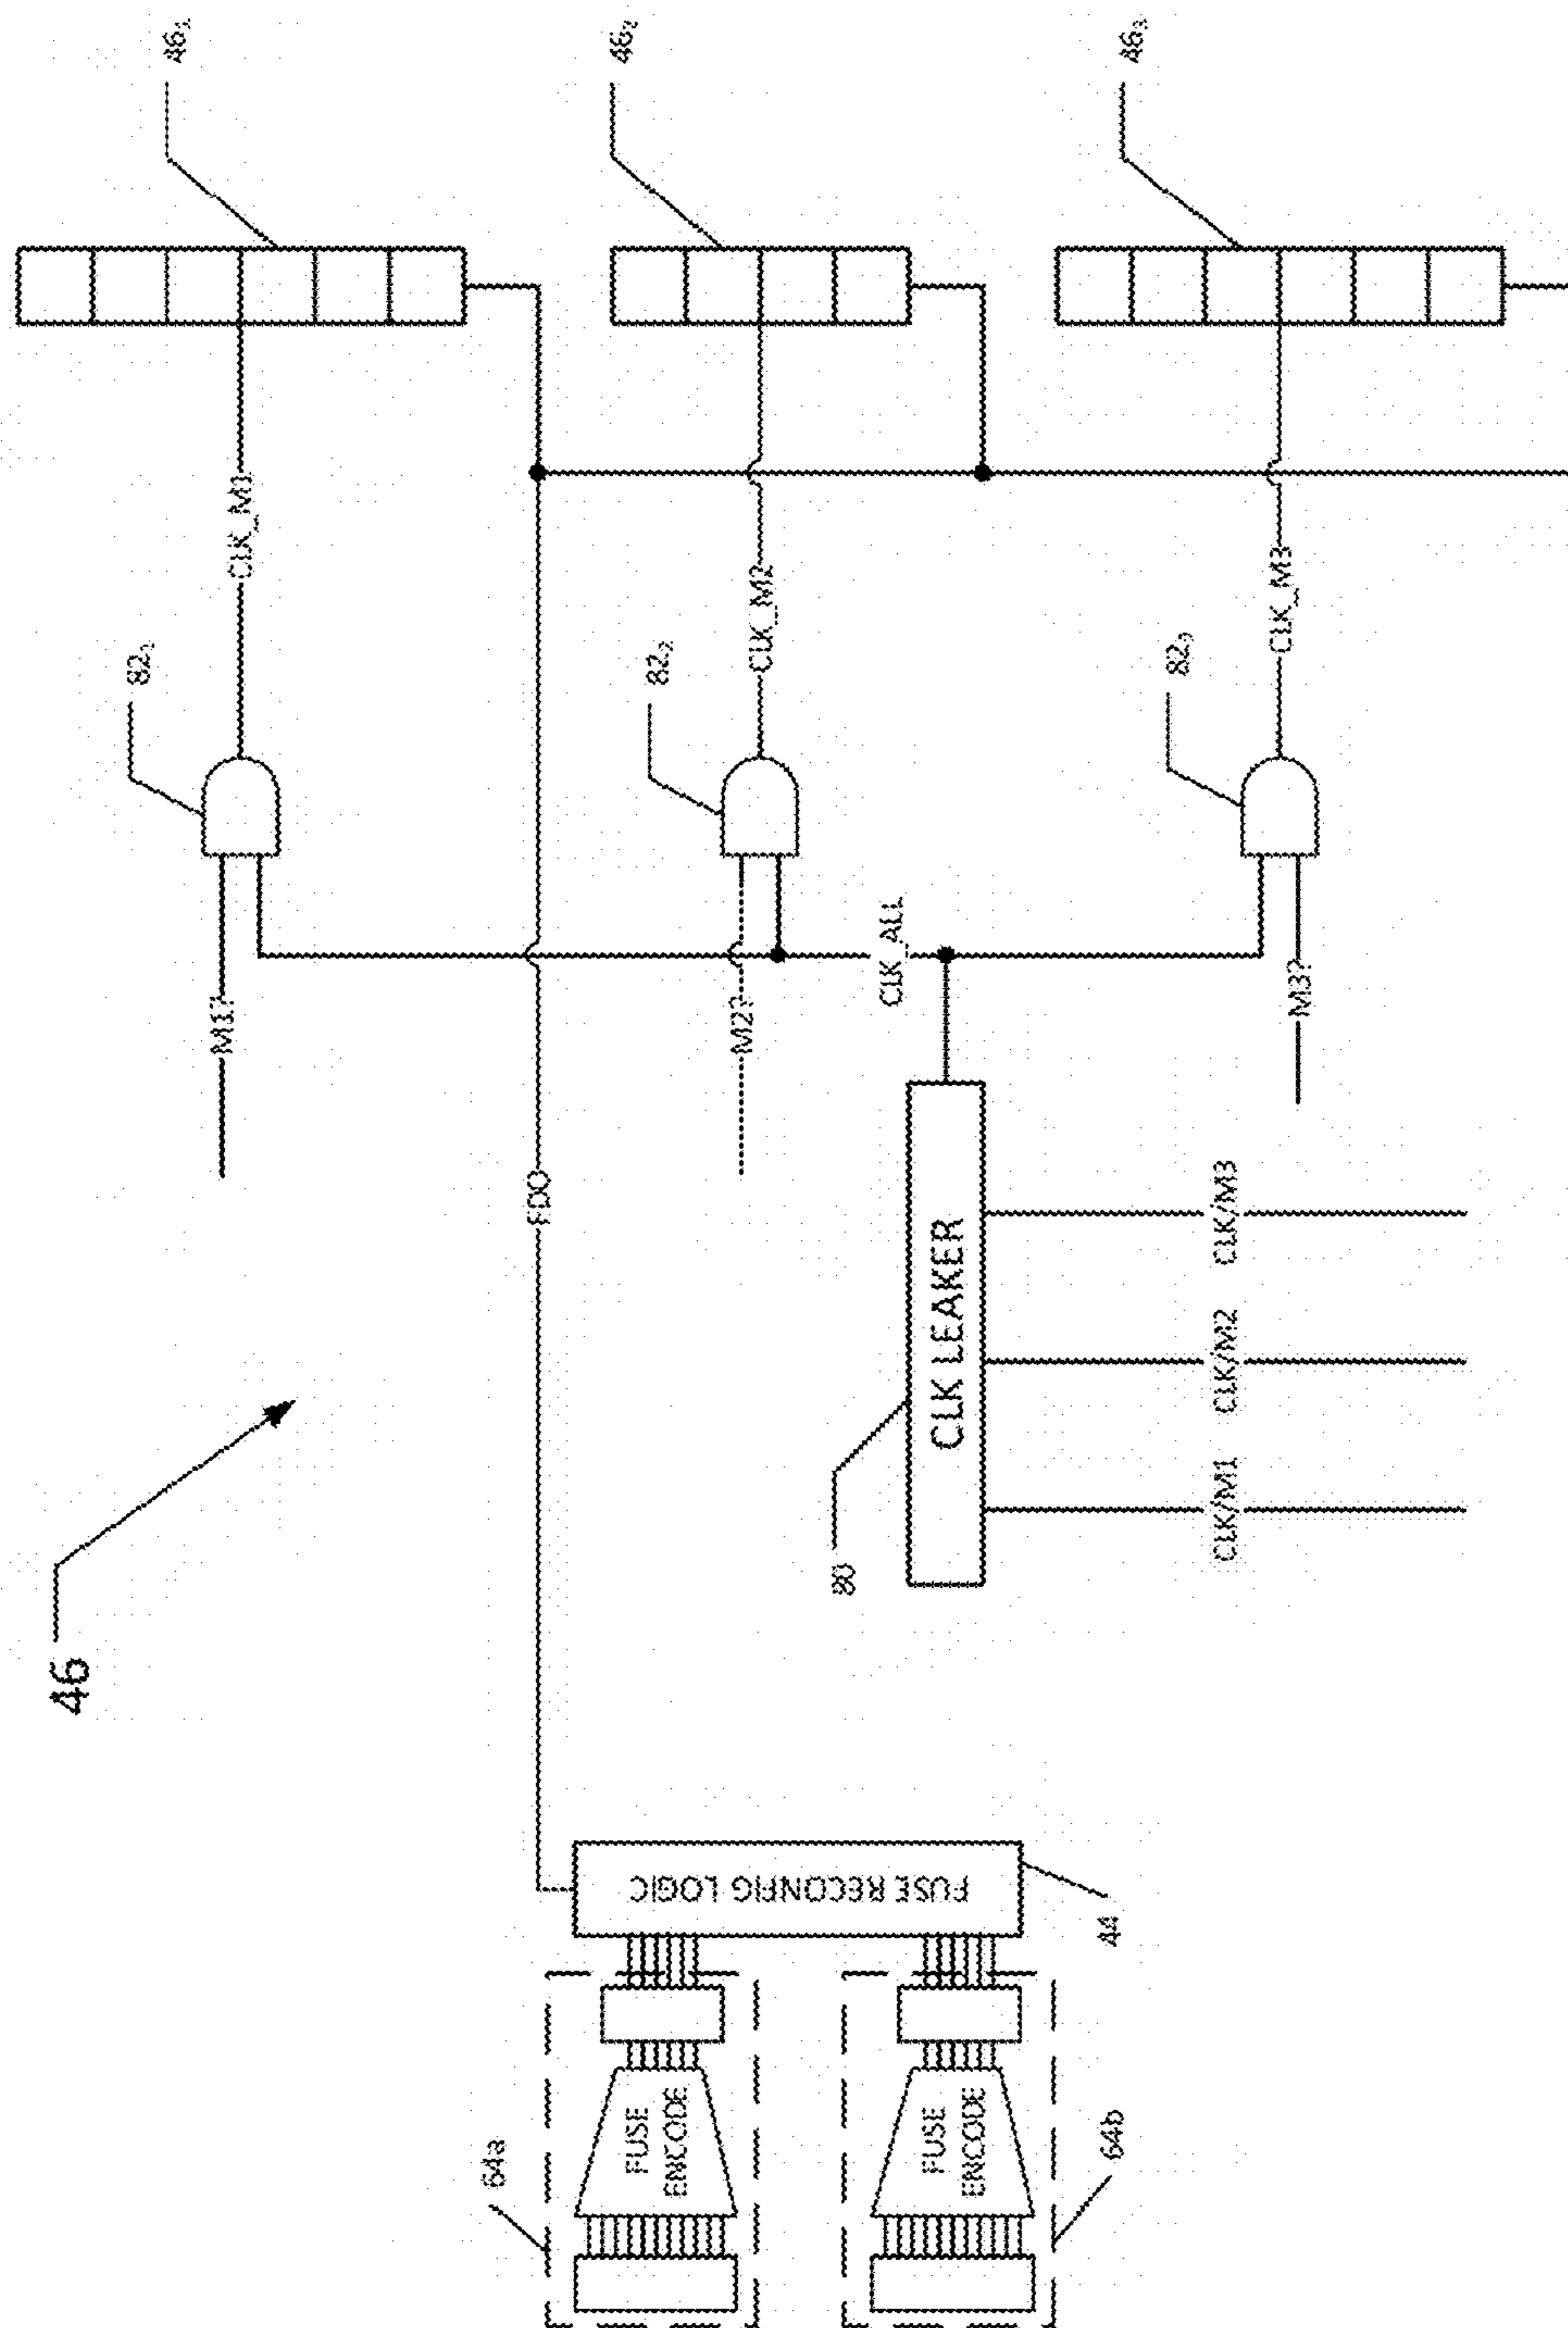 46
46₁
46₂
46₃
82₁
82₂
82₃
CLK_M1
CLK_M2
CLK_M3
M1?
M2?
M3?
CLK_ALL
FDO
80
CLK LEAKER
CLK/M1
CLK/M2
CLK/M3
FUSE RECONFIG LOGIC
44
64a
FUSE
ENCODE
64b
FUSE
ENCODE